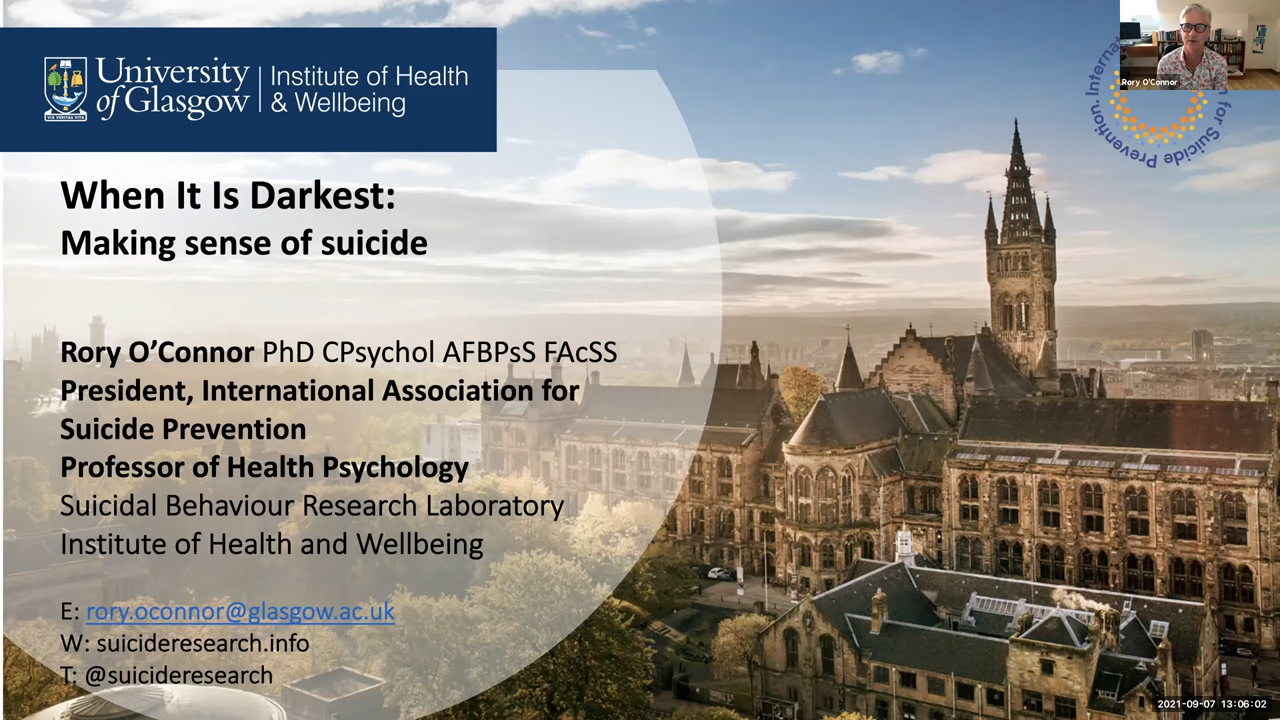 University of Glasgow
VIA VERITAS VITA
Institute of Health
& Wellbeing
Rory O'Connor
for Suicide Prevention.
When It Is Darkest:
Making sense of suicide
Rory O’Connor PhD CPsychol AFBPsS FAcSS
President, International Association for
Suicide Prevention
Professor of Health Psychology
Suicidal Behaviour Research Laboratory
Institute of Health and Wellbeing
E: rory.oconnor@glasgow.ac.uk
W: suicideresearch.info
T: @suicideresearch
2021-09-07 13:06:02